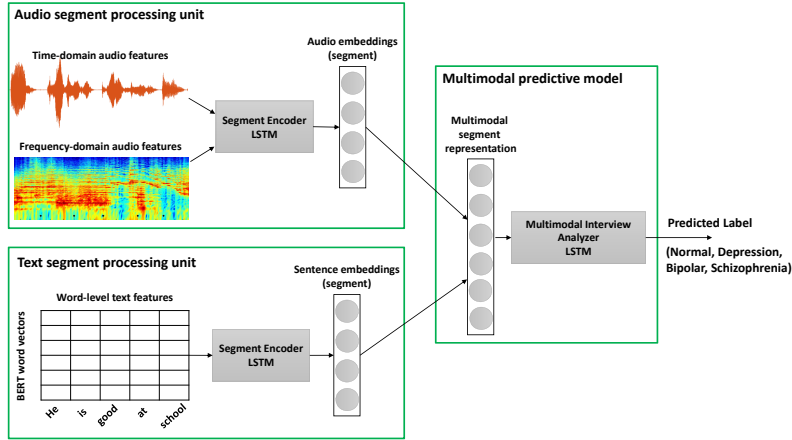 Audio segment processing unit
Time-domain audio features
Frequency-domain audio features
Segment Encoder
LSTM
Audio embeddings
(segment)
Text segment processing unit
Word-level text features
BERT word vectors
He
is
good
at
school
Segment Encoder
LSTM
Sentence embeddings
(segment)
Multimodal predictive model
Multimodal
segment
representation
Multimodal Interview
Analyzer
LSTM
Predicted Label
(Normal, Depression,
Bipolar, Schizophrenia)